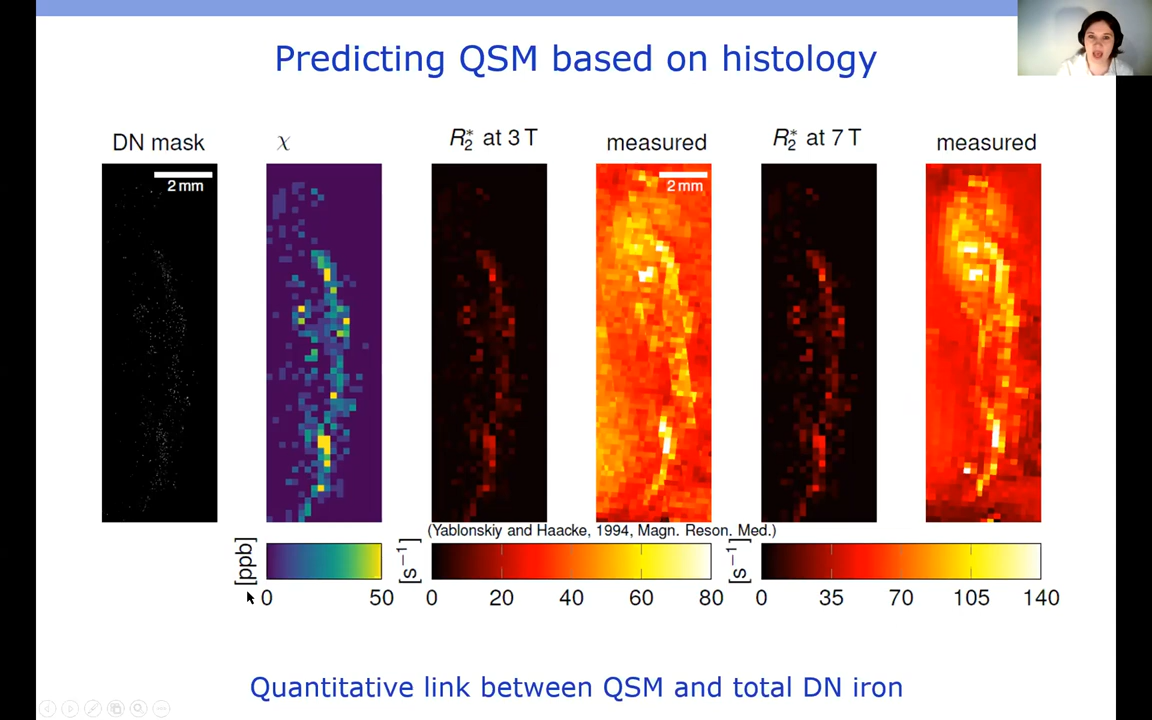 Predicting QSM based on histology
DN mask
χ
R₂* at 3 T
measured
R₂* at 7 T
measured
2 mm
2 mm
(Yablonskiy and Haacke, 1994, Magn. Reson. Med.)
[ppb]
[s⁻¹]
[s⁻¹]
0 50
0 20 40 60 80
0 35 70 105 140
Quantitative link between QSM and total DN iron